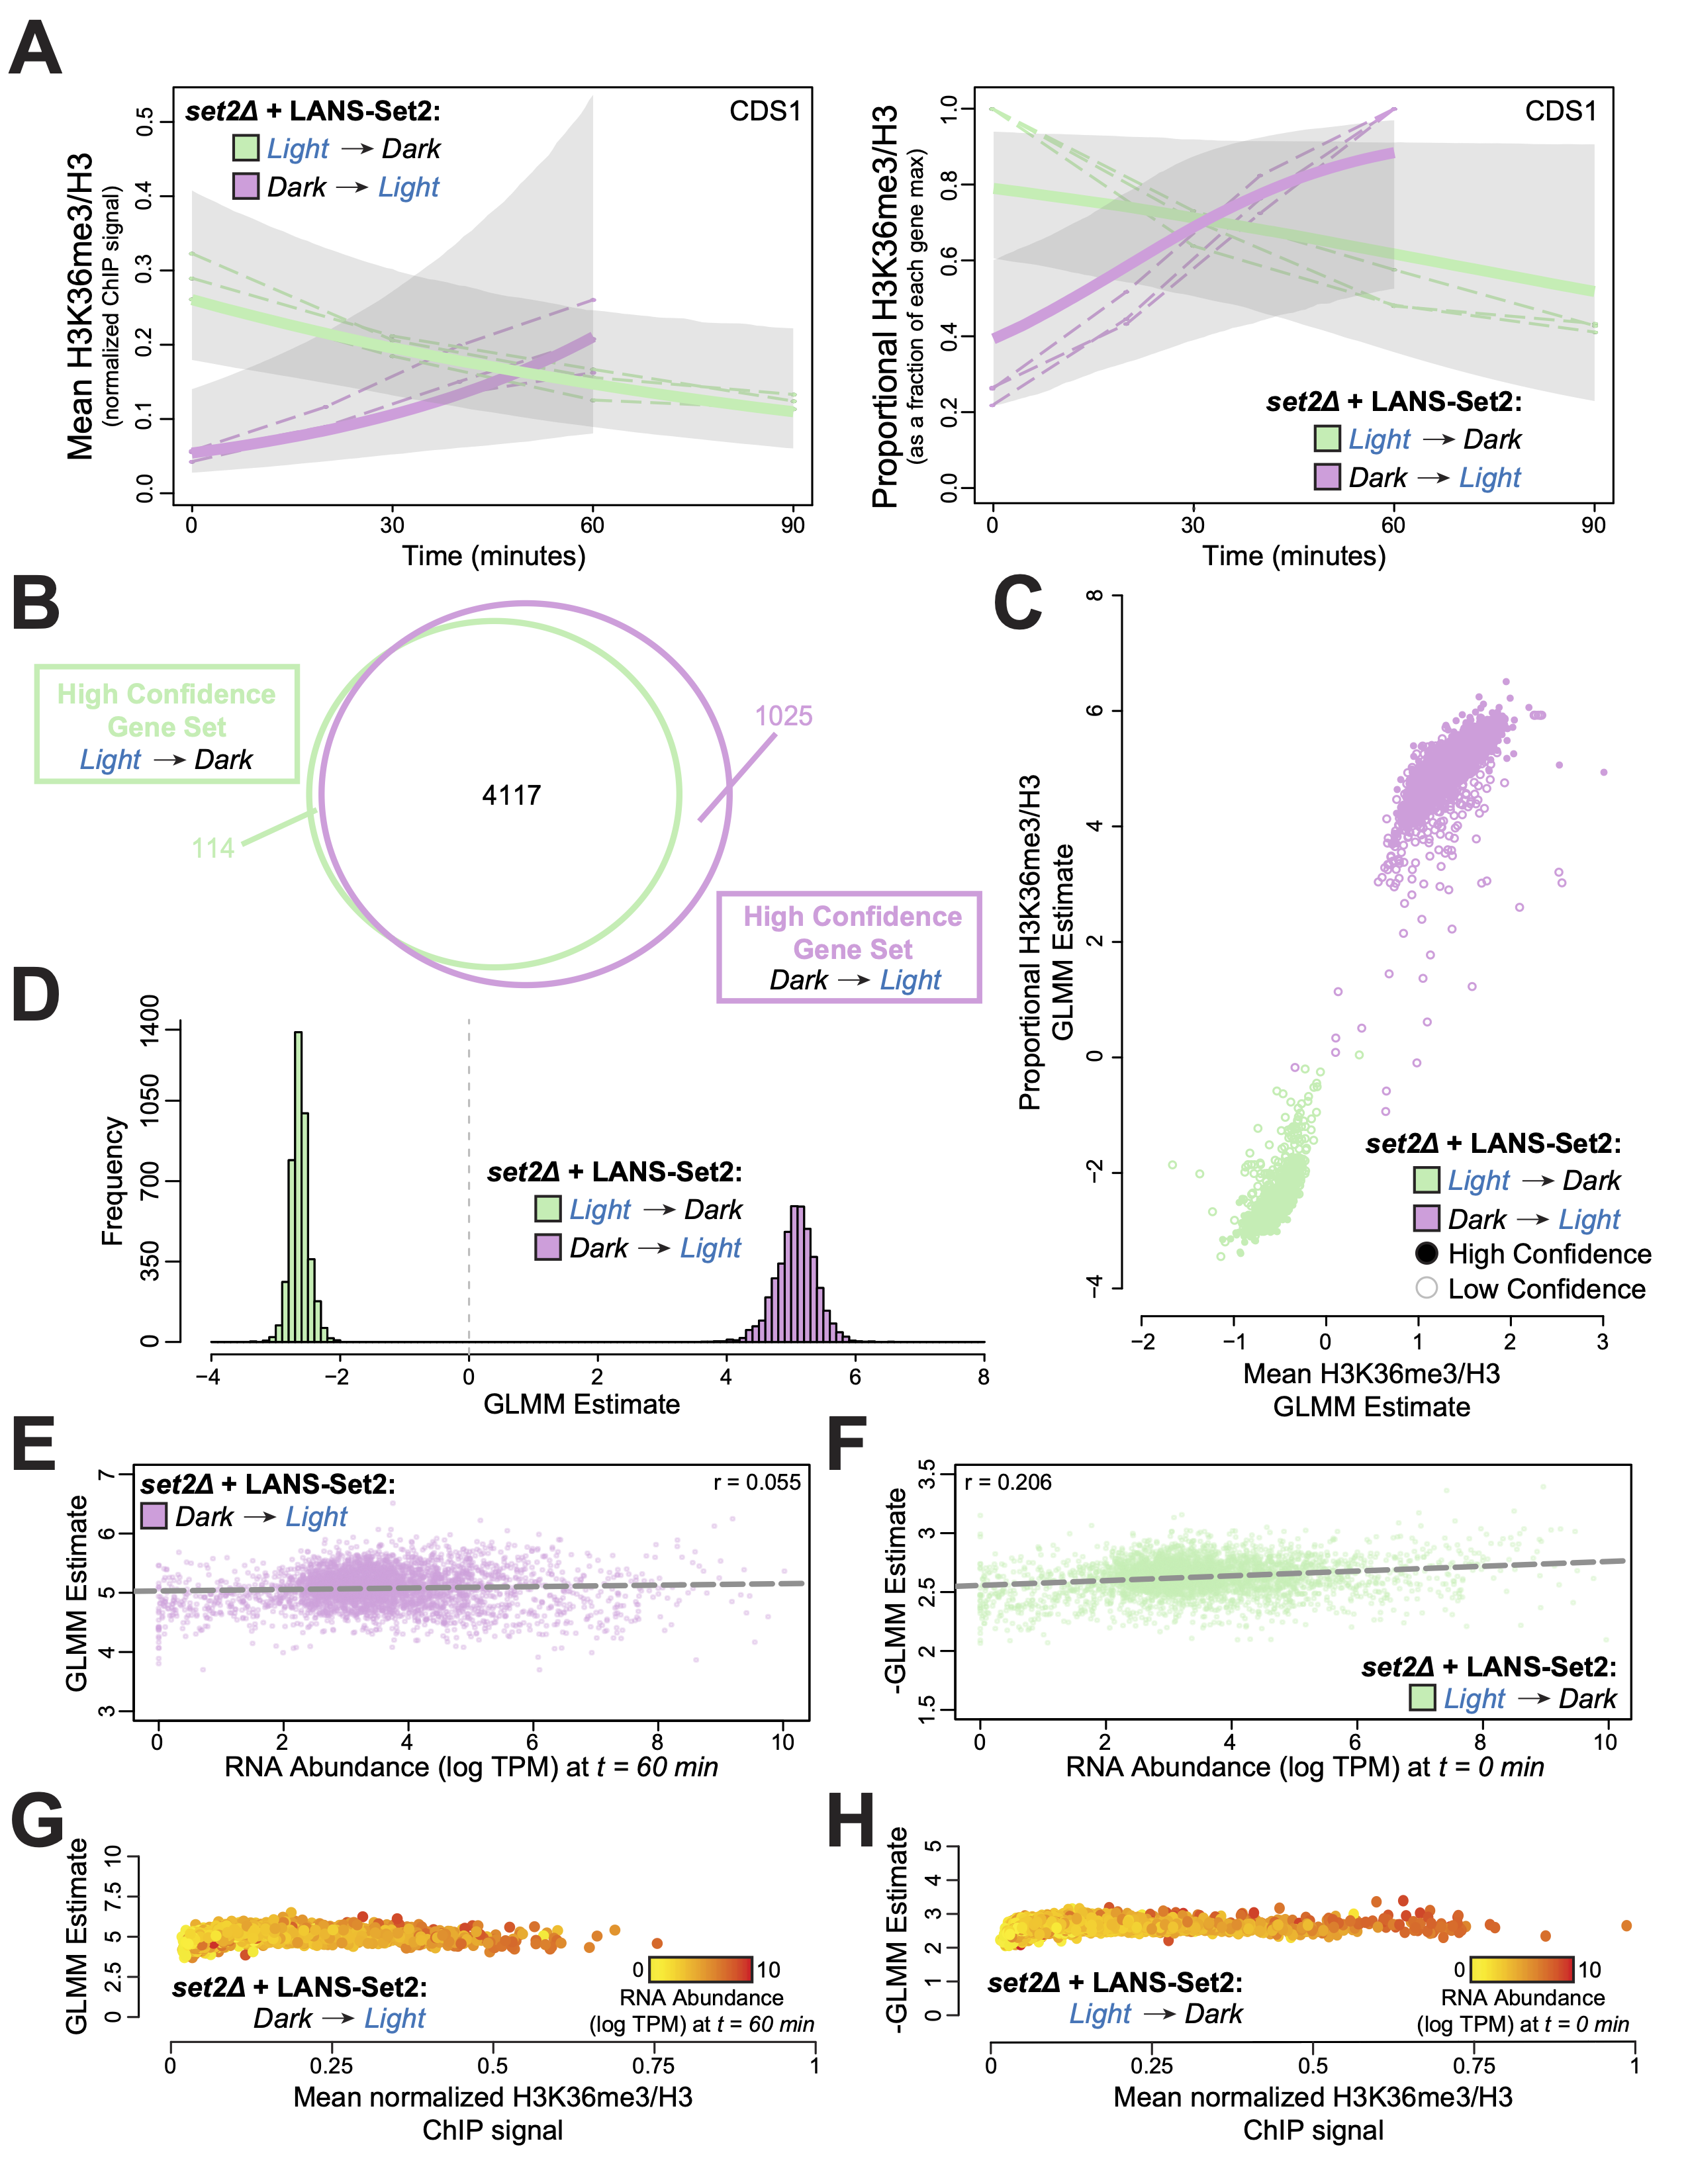 A
set2Δ + LANS-Set2:
Light → Dark
Dark → Light
CDS1
Mean H3K36me3/H3
(normalized ChIP signal)
0.0
0.1
0.2
0.3
0.4
0.5
0
30
60
90
Time (minutes)
CDS1
Proportional H3K36me3/H3
(as a fraction of each gene max)
0.0
0.2
0.4
0.6
0.8
1.0
set2Δ + LANS-Set2:
Light → Dark
Dark → Light
0
30
60
90
Time (minutes)
B
High Confidence
Gene Set
Light → Dark
114
4117
1025
High Confidence
Gene Set
Dark → Light
C
Proportional H3K36me3/H3
GLMM Estimate
8
6
4
2
0
−2
−4
set2Δ + LANS-Set2:
Light → Dark
Dark → Light
High Confidence
Low Confidence
−2
−1
0
1
2
3
Mean H3K36me3/H3
GLMM Estimate
D
Frequency
0
350
700
1050
1400
set2Δ + LANS-Set2:
Light → Dark
Dark → Light
−4
−2
0
2
4
6
8
GLMM Estimate
E
GLMM Estimate
3
4
5
6
7
set2Δ + LANS-Set2:
Dark → Light
r = 0.055
0
2
4
6
8
10
RNA Abundance (log TPM) at t = 60 min
F
-GLMM Estimate
1.5
2
2.5
3
3.5
r = 0.206
set2Δ + LANS-Set2:
Light → Dark
0
2
4
6
8
10
RNA Abundance (log TPM) at t = 0 min
G
GLMM Estimate
0
2.5
5
7.5
10
set2Δ + LANS-Set2:
Dark → Light
0
10
RNA Abundance
(log TPM) at t = 60 min
0
0.25
0.5
0.75
1
Mean normalized H3K36me3/H3
ChIP signal
H
-GLMM Estimate
0
1
2
3
4
5
set2Δ + LANS-Set2:
Light → Dark
0
10
RNA Abundance
(log TPM) at t = 0 min
0
0.25
0.5
0.75
1
Mean normalized H3K36me3/H3
ChIP signal